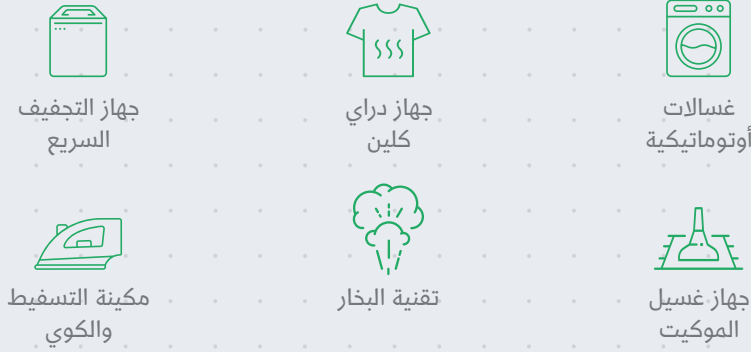 غسالات
أوتوماتيكية
جهاز دراي
كلين
جهاز التجفيف
السريع
جهاز غسيل
الموكيت
تقنية البخار
مكينة التسفيط
والكوي